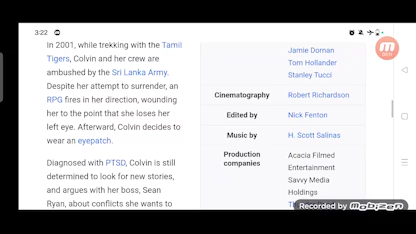 3:22
In 2001, while trekking with the Tamil
Tigers, Colvin and her crew are
ambushed by the Sri Lanka Army.
Despite her attempt to surrender, an
RPG fires in her direction, wounding
her to the point that she loses her
left eye. Afterward, Colvin decides to
wear an eyepatch.
Diagnosed with PTSD, Colvin is still
determined to look for new stories,
and argues with her boss, Sean
Ryan, about conflicts she wants to
Jamie Dornan
Tom Hollander
Stanley Tucci
Cinematography Robert Richardson
Edited by Nick Fenton
Music by H. Scott Salinas
Production companies Acacia Filmed
Entertainment
Savvy Media
Holdings
Recorded by Mobizen